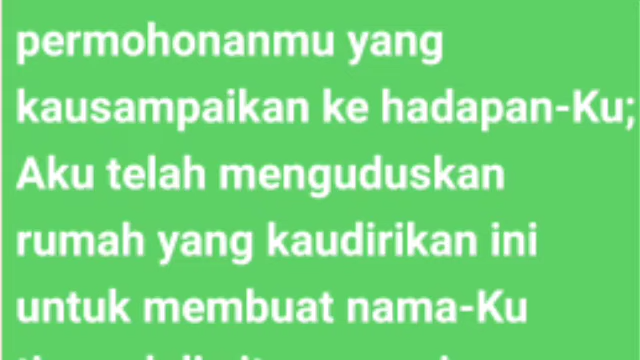 permohonanmu yang
kausampaikan ke hadapan-Ku;
Aku telah menguduskan
rumah yang kaudirikan ini
untuk membuat nama-Ku